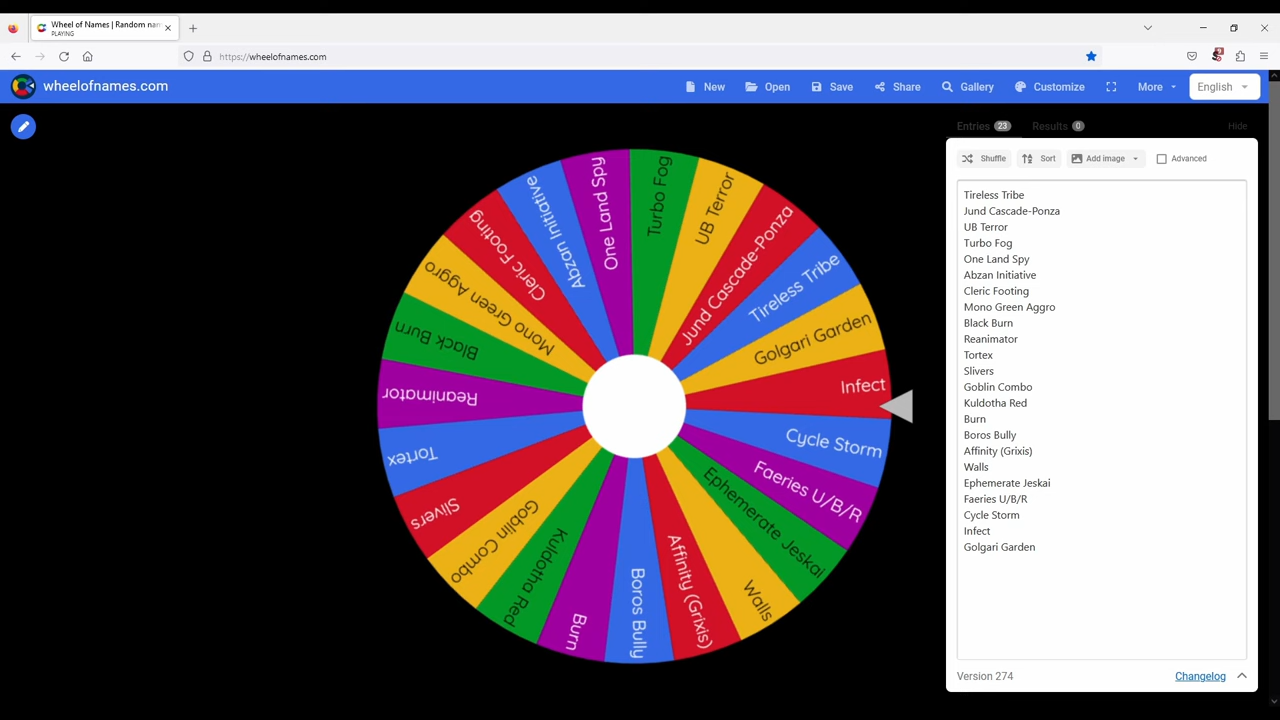 Wheel of Names | Random nam
PLAYING
https://wheelofnames.com
wheelofnames.com
New
Open
Save
Share
Gallery
Customize
More
English
Entries 23
Results 0
Hide
Shuffle
Sort
Add image
Advanced
Tireless Tribe
Jund Cascade-Ponza
UB Terror
Turbo Fog
One Land Spy
Abzan Initiative
Cleric Footing
Mono Green Aggro
Black Burn
Reanimator
Tortex
Slivers
Goblin Combo
Kuldotha Red
Burn
Boros Bully
Affinity (Grixis)
Walls
Ephemerate Jeskai
Faeries U/B/R
Cycle Storm
Infect
Golgari Garden
Version 274
Changelog
Turbo Fog
UB Terror
Jund Cascade-Ponza
Tireless Tribe
Golgari Garden
Infect
Cycle Storm
Faeries U/B/R
Ephemerate Jeskai
Walls
Affinity (Grixis)
Boros Bully
Burn
Kuldotha Red
Goblin Combo
Slivers
Tortex
Reanimator
Black Burn
Mono Green Aggro
Cleric Footing
Abzan Initiative
One Land Spy